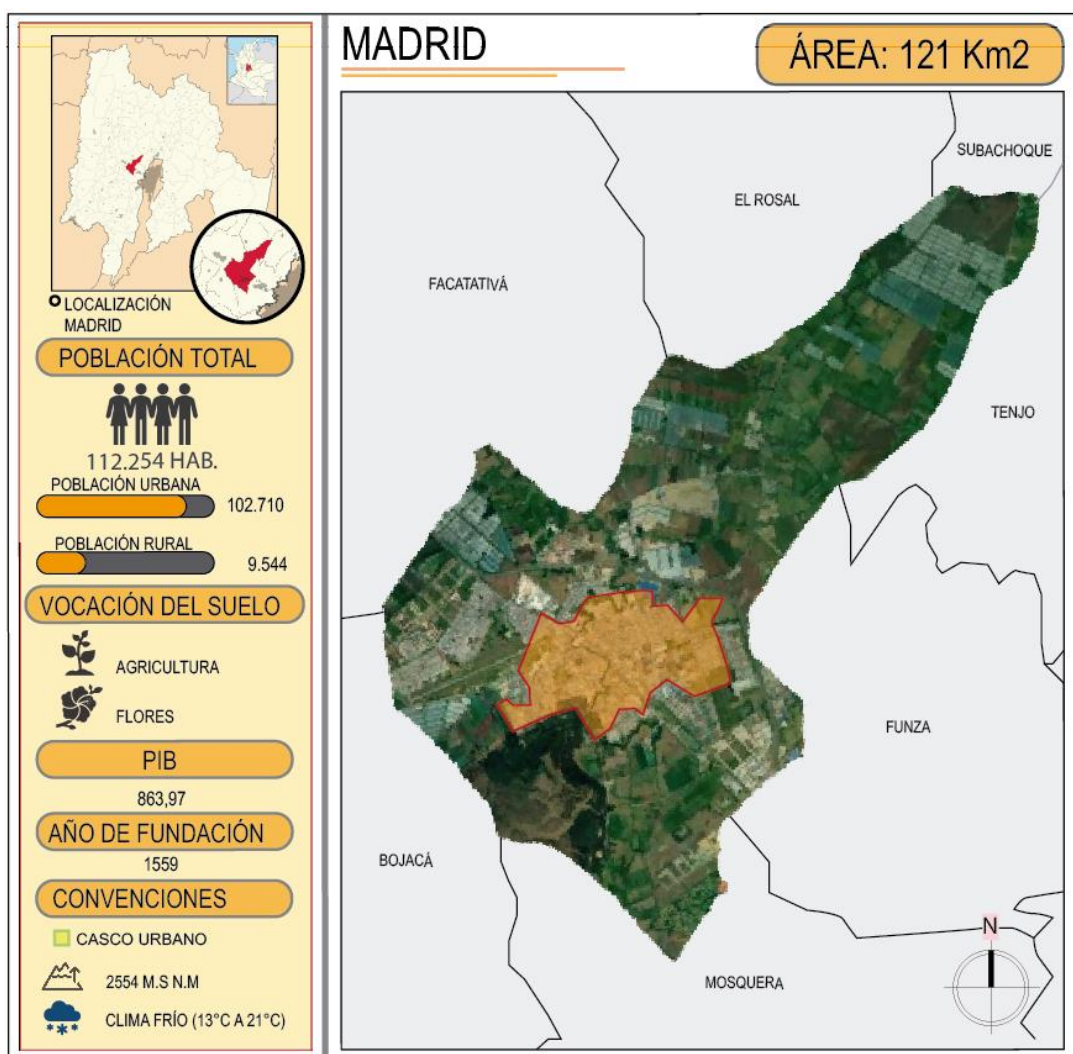 MADRID
ÁREA: 121 Km2
LOCALIZACIÓN
MADRID
POBLACIÓN TOTAL
112.254 HAB.
POBLACIÓN URBANA
102.710
POBLACIÓN RURAL
9.544
VOCACIÓN DEL SUELO
AGRICULTURA
FLORES
PIB
863,97
AÑO DE FUNDACIÓN
1559
CONVENCIONES
CASCO URBANO
2554 M.S N.M
CLIMA FRÍO (13°C A 21°C)
SUBACHOQUE
EL ROSAL
FACATATIVÁ
TENJO
FUNZA
BOJACÁ
MOSQUERA
N